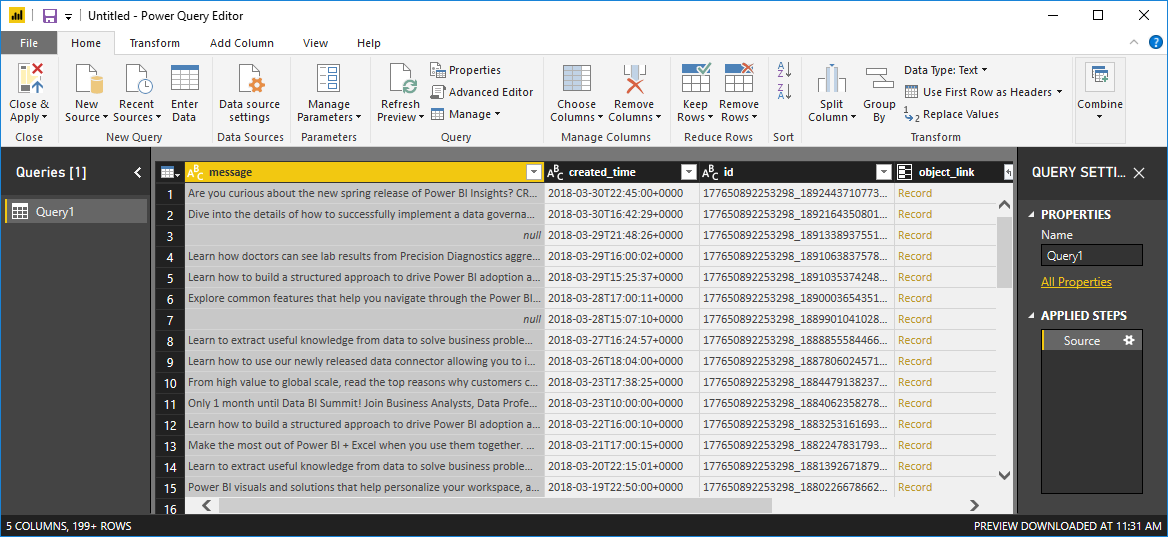 Untitled - Power Query Editor
File Home Transform Add Column View Help
Close & Apply New Source Recent Sources Enter Data Data source settings Manage Parameters Refresh Preview Properties Advanced Editor Manage Choose Columns Remove Columns Keep Rows Remove Rows Split Column Group By Data Type: Text Use First Row as Headers Replace Values Combine
Close New Query Data Sources Parameters Query Manage Columns Reduce Rows Sort Transform
Queries [1]
Query1
message created_time id object_link
1 Are you curious about the new spring release of Power BI Insights? CR... 2018-03-30T22:45:00+0000 177650892253298_1892443710773... Record
2 Dive into the details of how to successfully implement a data governa... 2018-03-30T16:42:29+0000 177650892253298_1892164350801... Record
3 null 2018-03-29T21:48:26+0000 177650892253298_1891338937551... Record
4 Learn how doctors can see lab results from Precision Diagnostics aggre... 2018-03-29T16:00:02+0000 177650892253298_1891063837578... Record
5 Learn how to build a structured approach to drive Power BI adoption a... 2018-03-29T15:25:37+0000 177650892253298_1891035374248... Record
6 Explore common features that help you navigate through the Power BI... 2018-03-28T17:00:11+0000 177650892253298_1890003654351... Record
7 null 2018-03-28T15:07:10+0000 177650892253298_1889901041028... Record
8 Learn to extract useful knowledge from data to solve business proble... 2018-03-27T16:24:57+0000 177650892253298_1888855584466... Record
9 Learn how to use our newly released data connector allowing you to i... 2018-03-26T18:04:00+0000 177650892253298_1887806024571... Record
10 From high value to global scale, read the top reasons why customers c... 2018-03-23T17:38:25+0000 177650892253298_1884479138237... Record
11 Only 1 month until Data BI Summit! Join Business Analysts, Data Profe... 2018-03-23T10:00:00+0000 177650892253298_1884062358278... Record
12 Learn how to build a structured approach to drive Power BI adoption a... 2018-03-22T16:00:10+0000 177650892253298_1883253161693... Record
13 Make the most out of Power BI + Excel when you use them together. ... 2018-03-21T17:00:15+0000 177650892253298_1882247831793... Record
14 Learn to extract useful knowledge from data to solve business proble... 2018-03-20T22:15:01+0000 177650892253298_1881392671879... Record
15 Power BI visuals and solutions that help personalize your workspace, a... 2018-03-19T22:50:00+0000 177650892253298_1880226678662... Record
16
QUERY SETTI...
PROPERTIES
Name
Query1
All Properties
APPLIED STEPS
Source
5 COLUMNS, 199+ ROWS PREVIEW DOWNLOADED AT 11:31 AM